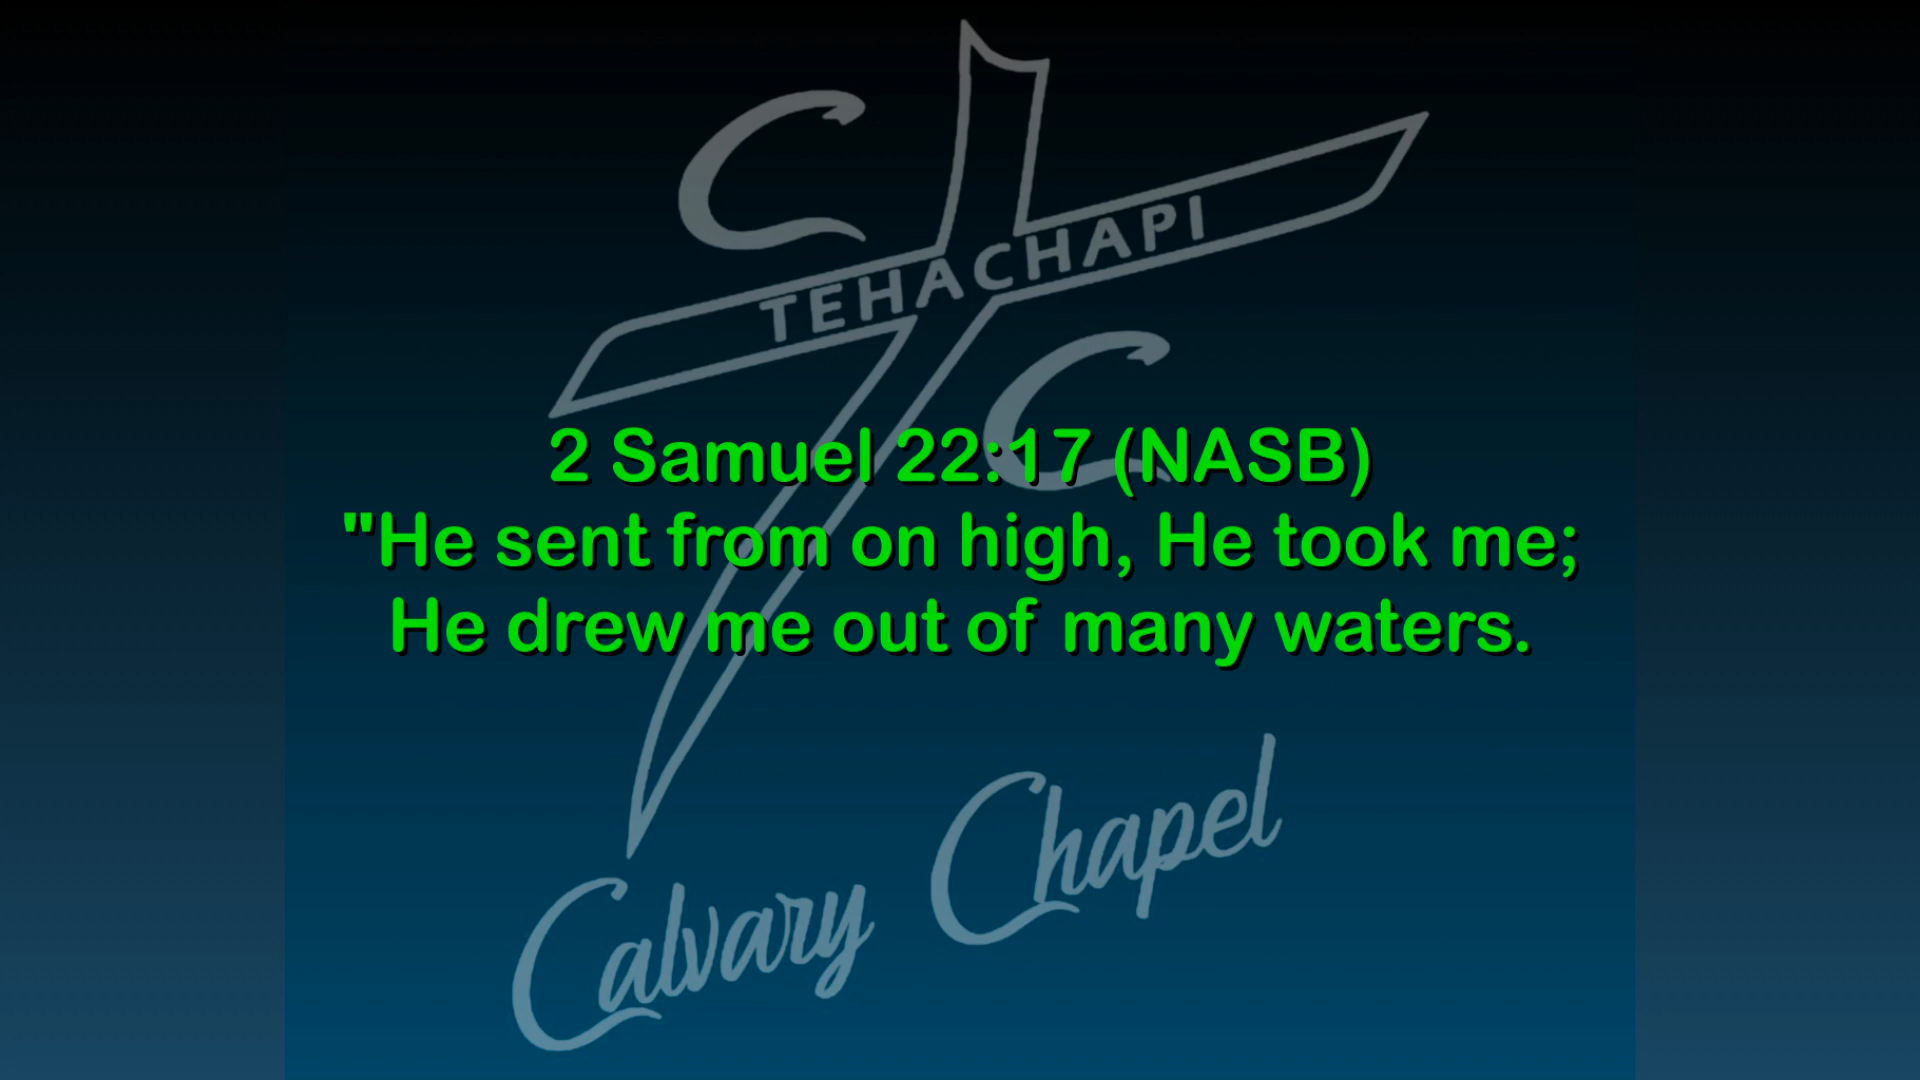 C
TEHACHAPI
C
2 Samuel 22:17 (NASB)
"He sent from on high, He took me;
He drew me out of many waters.
Calvary Chapel